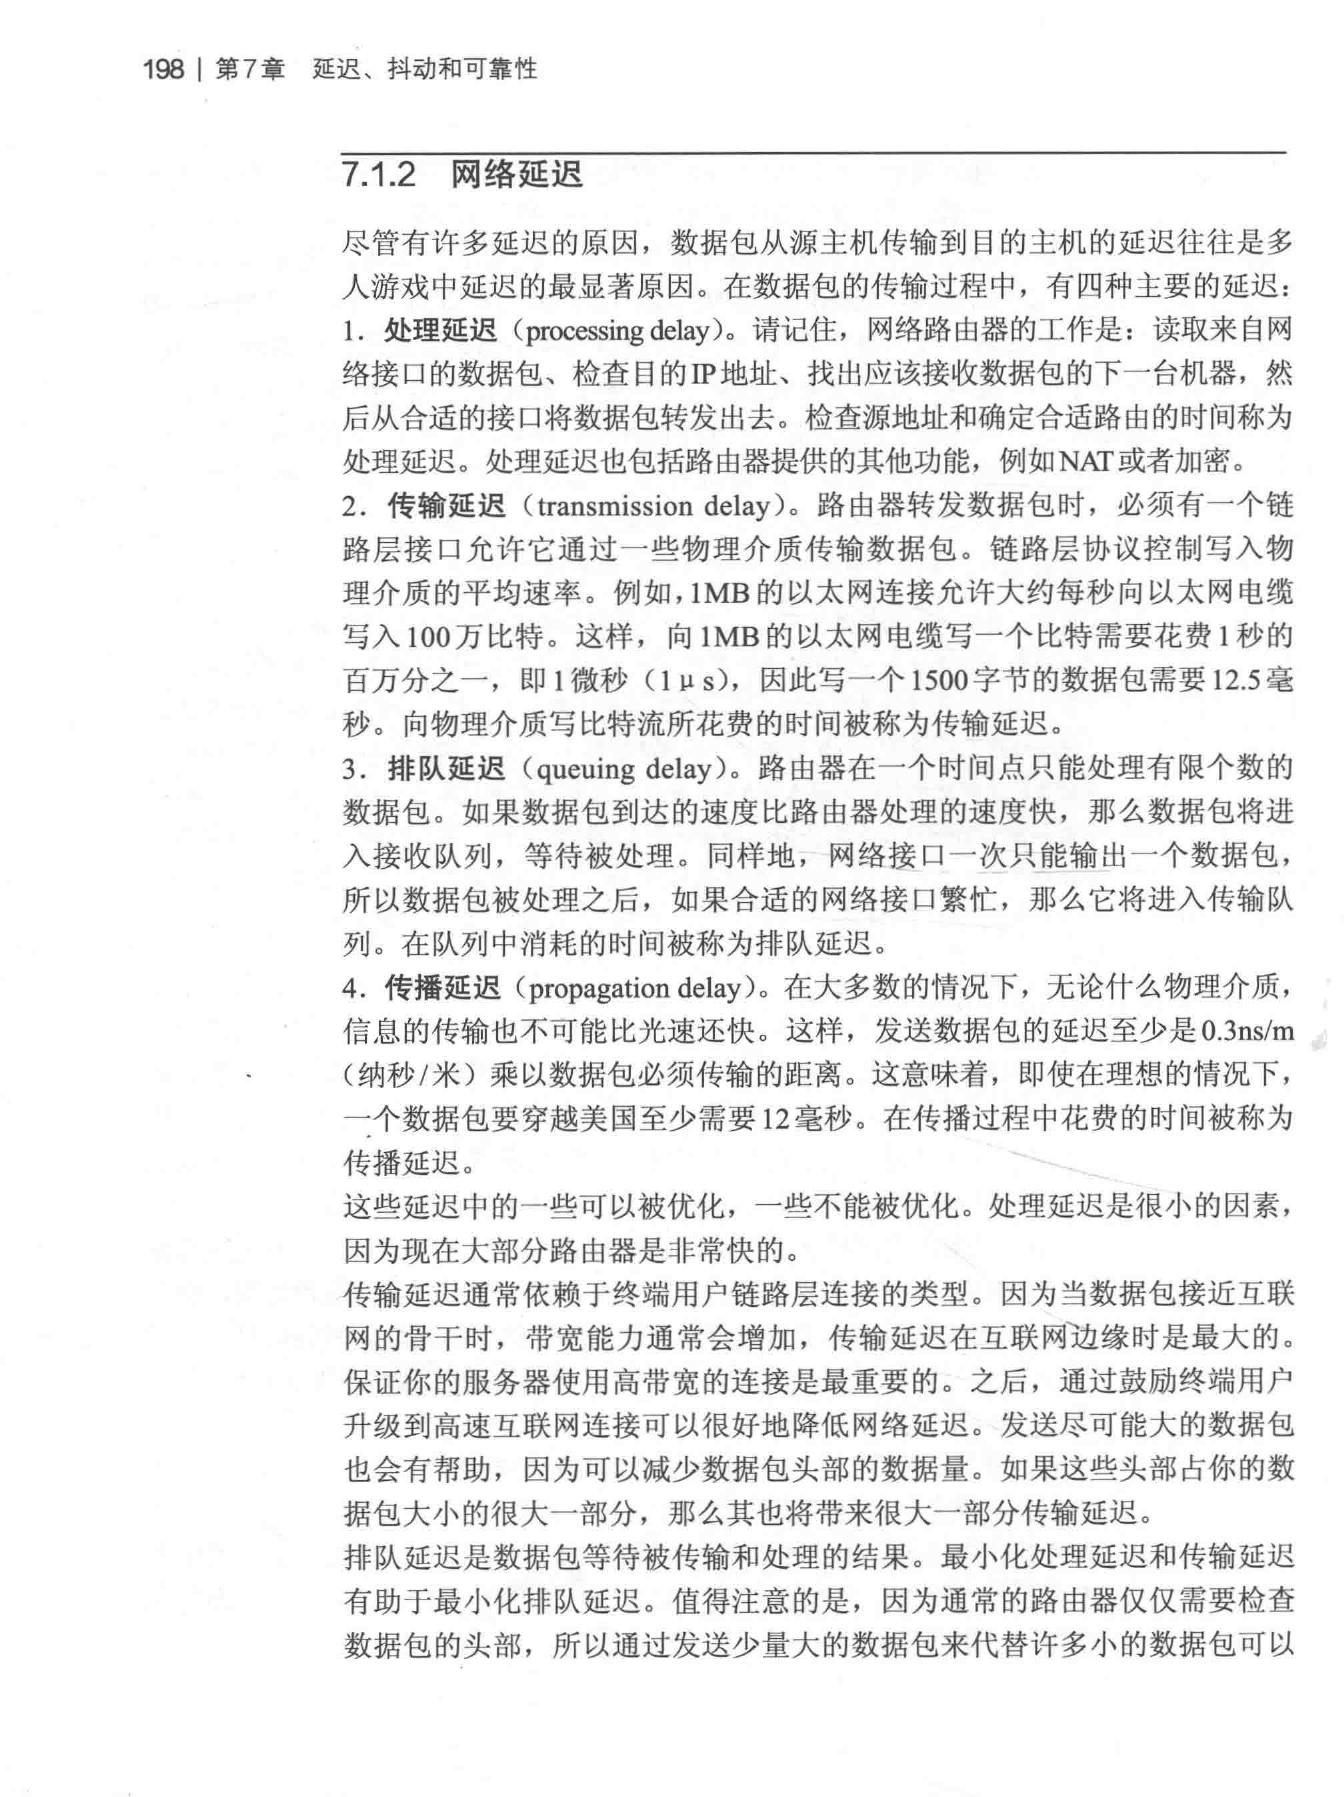 198 | 第7章 延迟、抖动和可靠性
7.1.2 网络延迟
尽管有许多延迟的原因，数据包从源主机传输到目的主机的延迟往往是多
人游戏中延迟的最显著原因。在数据包的传输过程中，有四种主要的延迟：
1．处理延迟（processing delay）。请记住，网络路由器的工作是：读取来自网
络接口的数据包、检查目的IP地址、找出应该接收数据包的下一台机器，然
后从合适的接口将数据包转发出去。检查源地址和确定合适路由的时间称为
处理延迟。处理延迟也包括路由器提供的其他功能，例如NAT或者加密。
2．传输延迟（transmission delay）。路由器转发数据包时，必须有一个链
路层接口允许它通过一些物理介质传输数据包。链路层协议控制写入物
理介质的平均速率。例如，1MB的以太网连接允许大约每秒向以太网电缆
写入100万比特。这样，向1MB的以太网电缆写一个比特需要花费1秒的
百万分之一，即1微秒（1μs），因此写一个1500字节的数据包需要12.5毫
秒。向物理介质写比特流所花费的时间被称为传输延迟。
3．排队延迟（queuing delay）。路由器在一个时间点只能处理有限个数的
数据包。如果数据包到达的速度比路由器处理的速度快，那么数据包将进
入接收队列，等待被处理。同样地，网络接口一次只能输出一个数据包，
所以数据包被处理之后，如果合适的网络接口繁忙，那么它将进入传输队
列。在队列中消耗的时间被称为排队延迟。
4．传播延迟（propagation delay）。在大多数的情况下，无论什么物理介质，
信息的传输也不可能比光速还快。这样，发送数据包的延迟至少是0.3ns/m
（纳秒/米）乘以数据包必须传输的距离。这意味着，即使在理想的情况下，
一个数据包要穿越美国至少需要12毫秒。在传播过程中花费的时间被称为
传播延迟。
这些延迟中的一些可以被优化，一些不能被优化。处理延迟是很小的因素，
因为现在大部分路由器是非常快的。
传输延迟通常依赖于终端用户链路层连接的类型。因为当数据包接近互联
网的骨干时，带宽能力通常会增加，传输延迟在互联网边缘时是最大的。
保证你的服务器使用高带宽的连接是最重要的。之后，通过鼓励终端用户
升级到高速互联网连接可以很好地降低网络延迟。发送尽可能大的数据包
也会有帮助，因为可以减少数据包头部的数据量。如果这些头部占你的数
据包大小的很大一部分，那么其也将带来很大一部分传输延迟。
排队延迟是数据包等待被传输和处理的结果。最小化处理延迟和传输延迟
有助于最小化排队延迟。值得注意的是，因为通常的路由器仅仅需要检查
数据包的头部，所以通过发送少量大的数据包来代替许多小的数据包可以